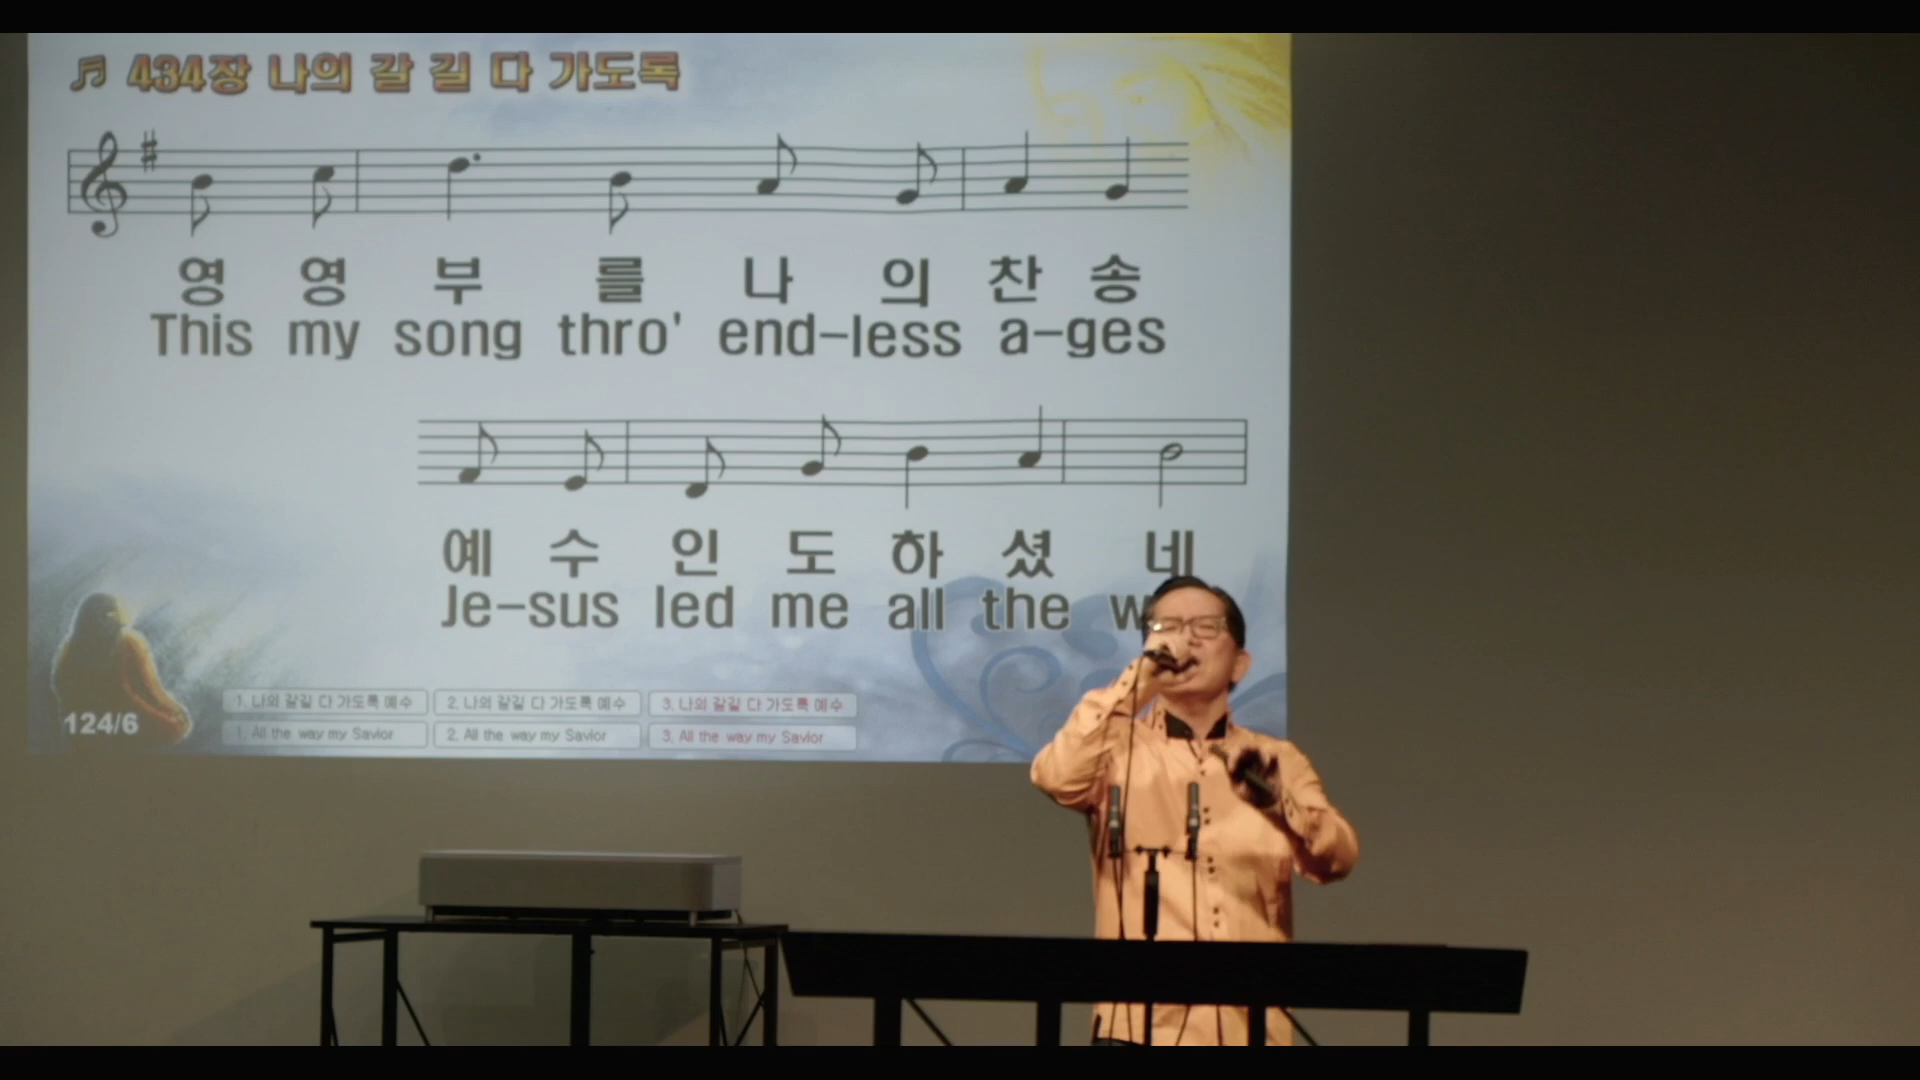 ♫ 434장 나의 갈 길 다 가도록
영 영 부 를 나 의 찬 송
This my song thro' end-less a-ges
예 수 인 도 하 셨 네
Je-sus led me all the
1. 나의 갈길 다 가도록 예수 2. 나의 갈길 다 가도록 예수 3. 나의 갈길 다 가도록 예수
124/6 1. All the way my Savior 2. All the way my Savior 3. All the way my Savior